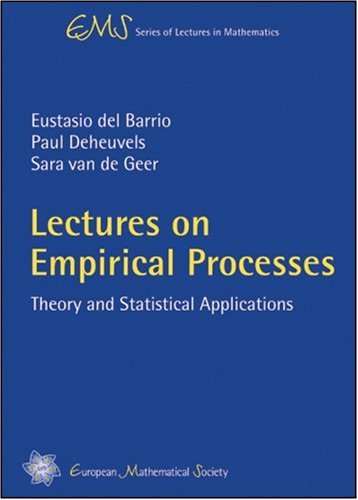 EMS Series of Lectures in Mathematics
Eustasio del Barrio
Paul Deheuvels
Sara van de Geer
Lectures on
Empirical Processes
Theory and Statistical Applications
European Mathematical Society